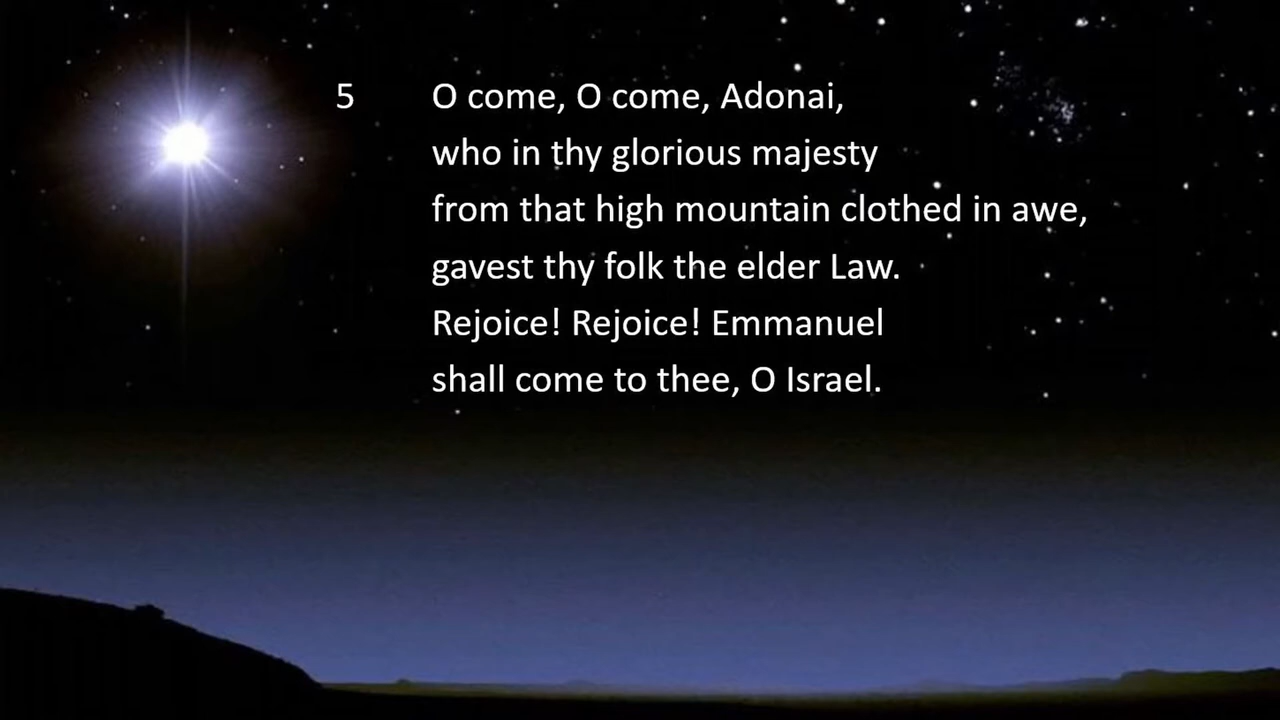 5 O come, O come, Adonai,
who in thy glorious majesty
from that high mountain clothed in awe,
gavest thy folk the elder Law.
Rejoice! Rejoice! Emmanuel
shall come to thee, O Israel.